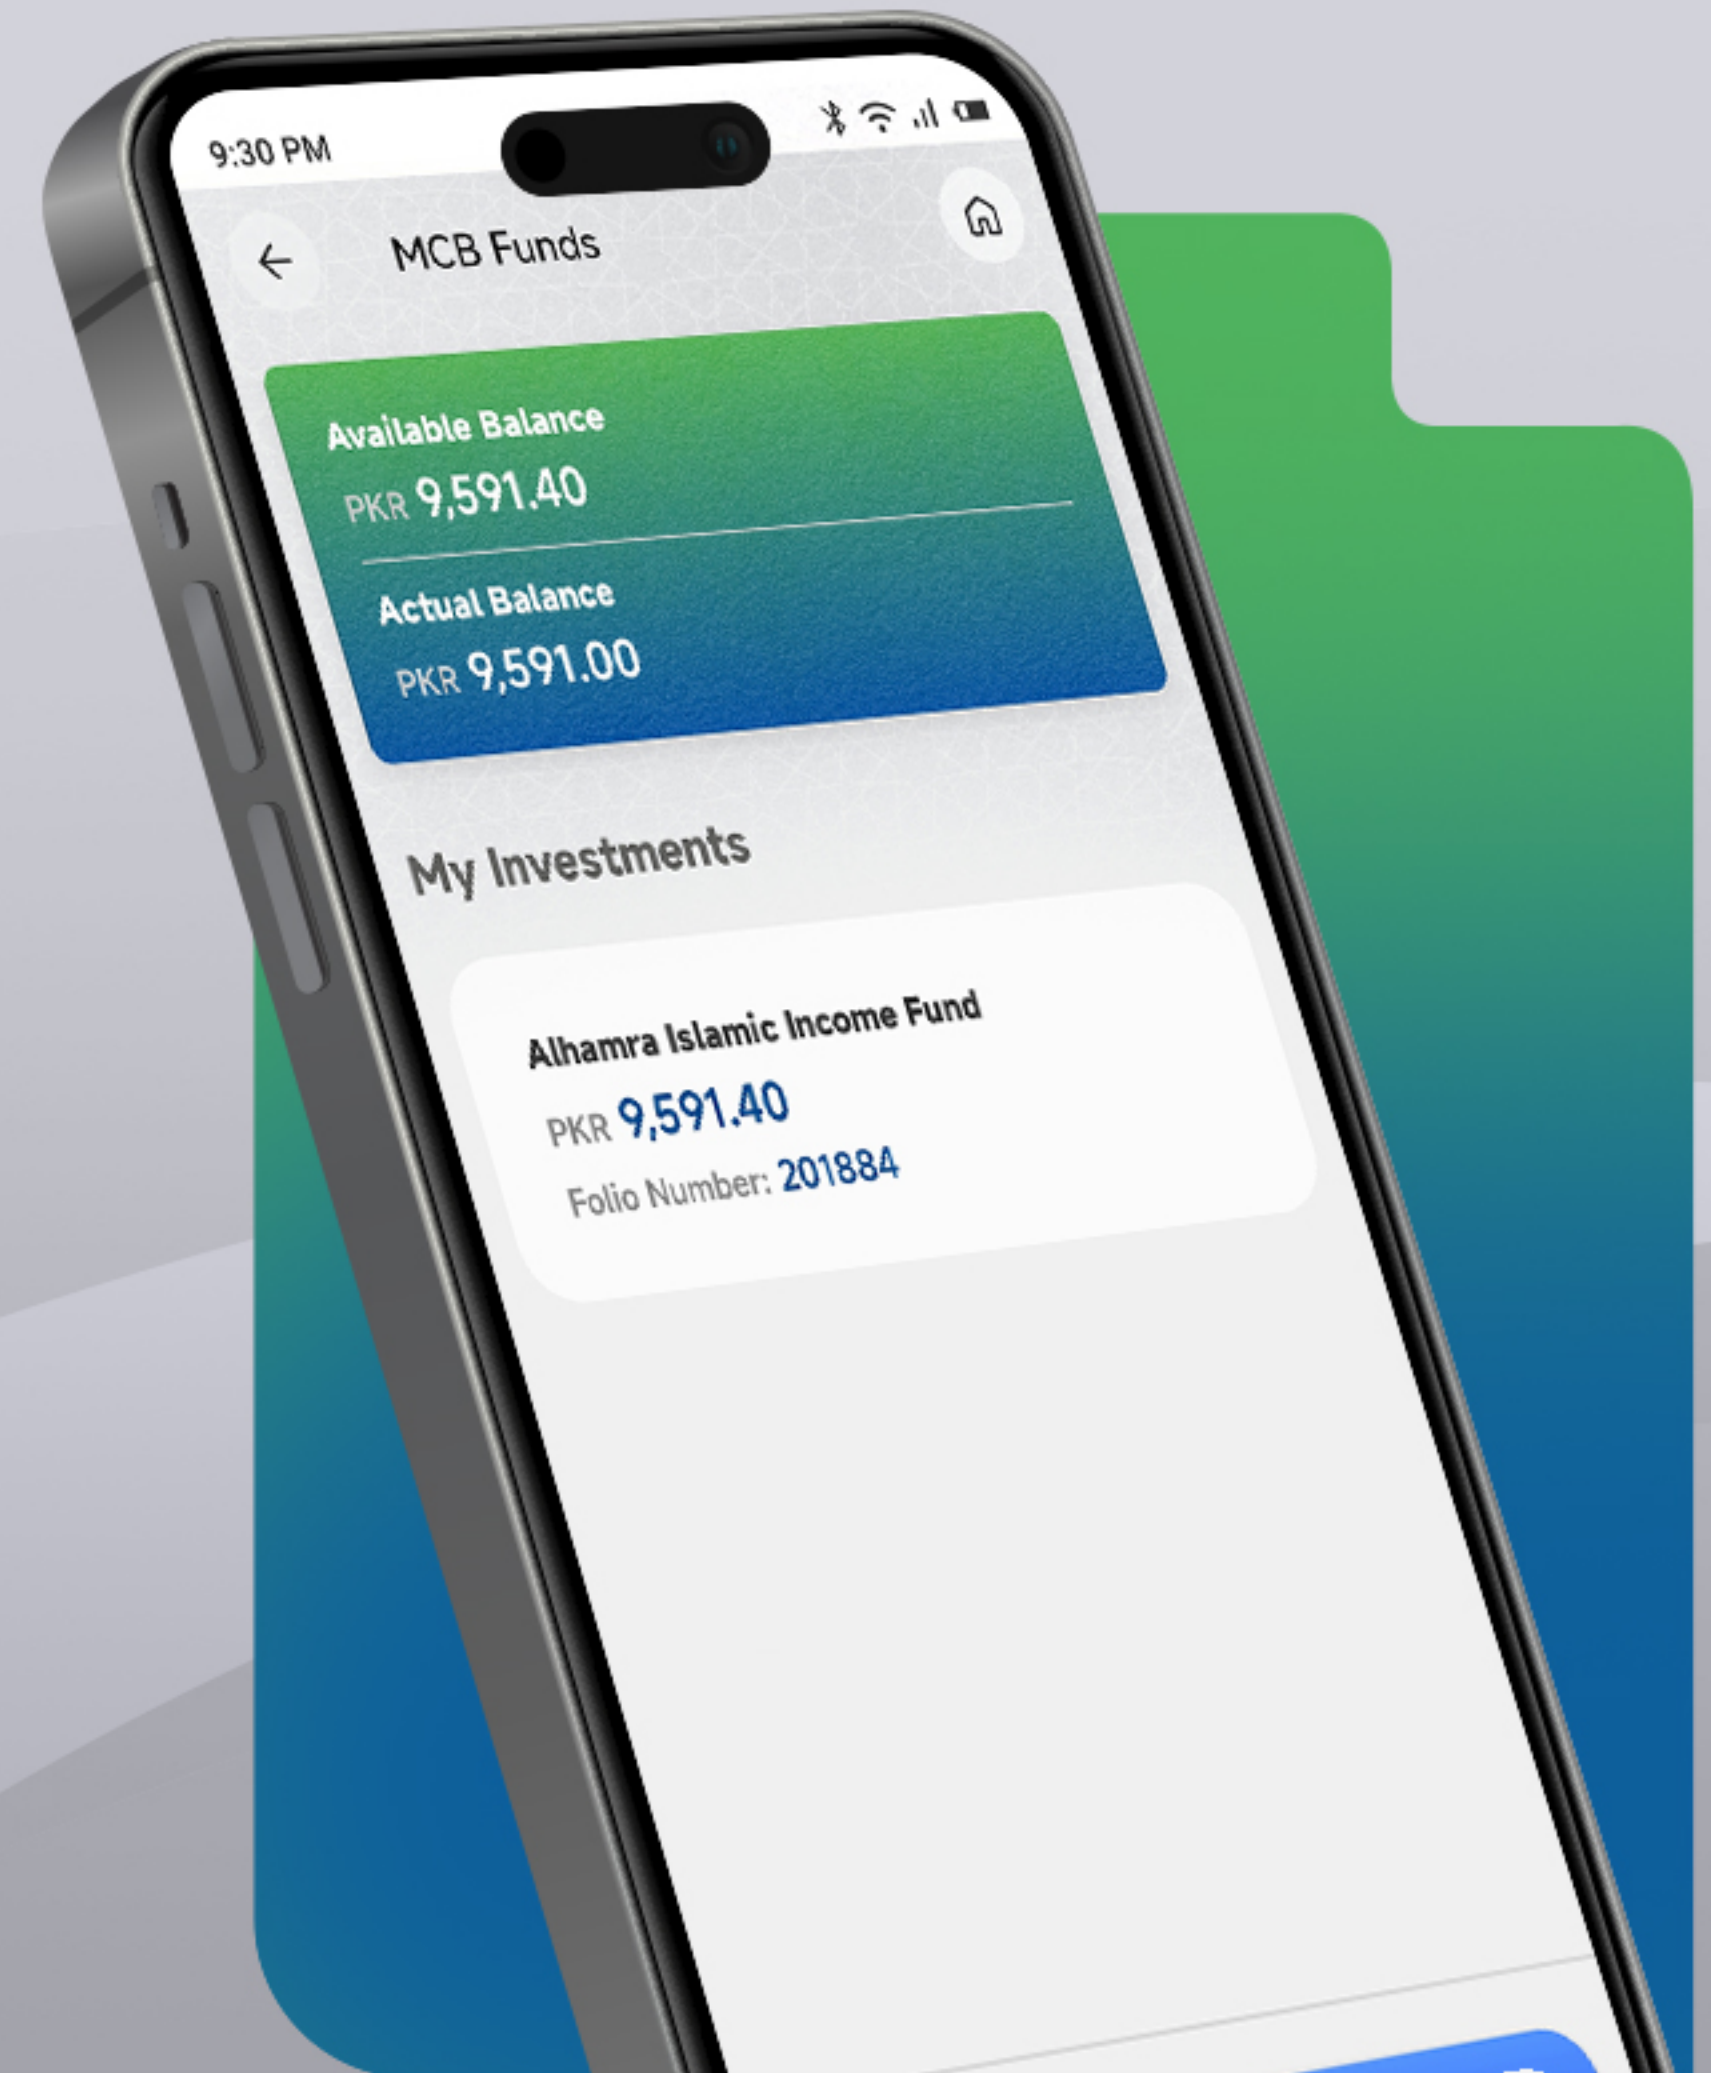 9:30 PM
MCB Funds
Available Balance
PKR 9,591.40
Actual Balance
PKR 9,591.00
My Investments
Alhamra Islamic Income Fund
PKR 9,591.40
Folio Number: 201884